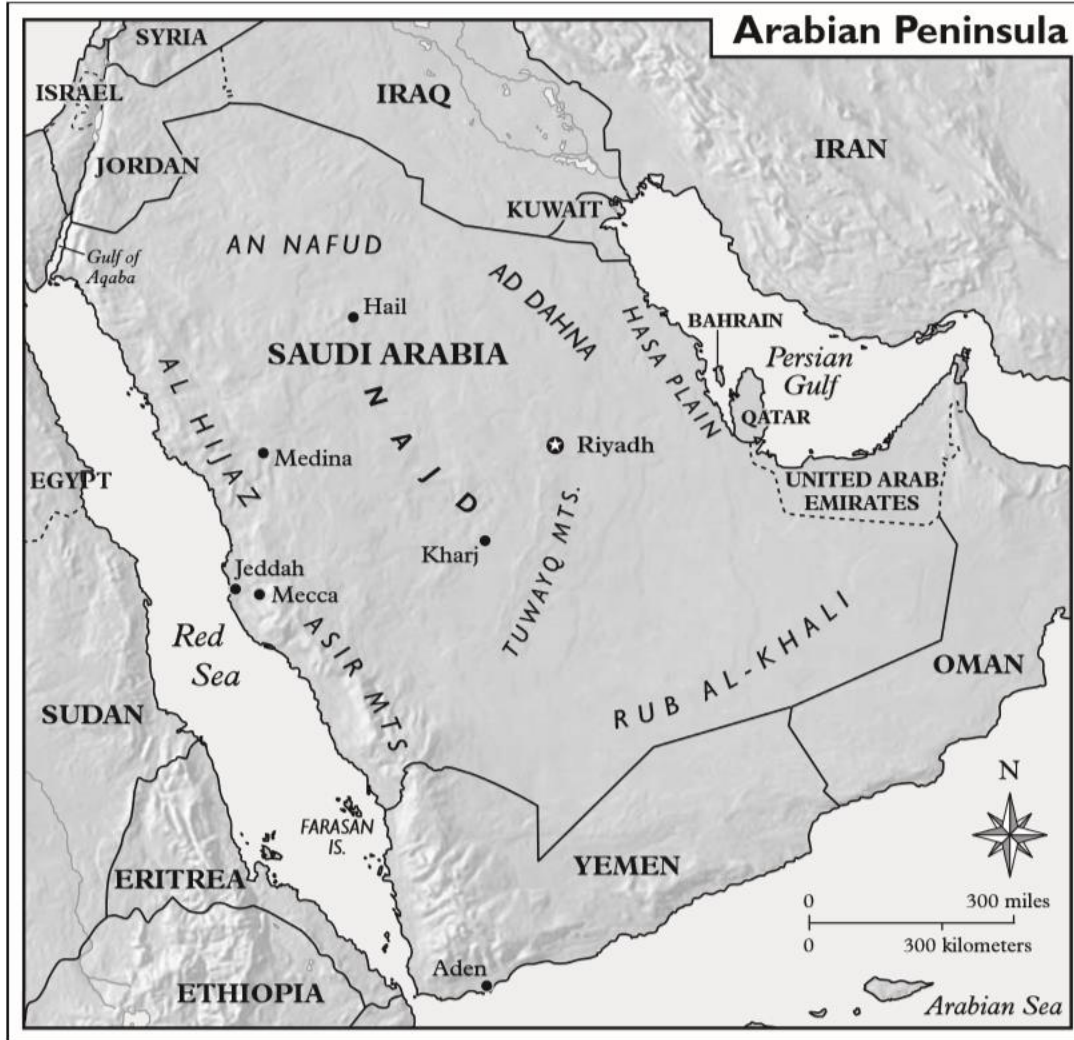 Arabian Peninsula
SYRIA
ISRAEL
IRAQ
IRAN
JORDAN
KUWAIT
Gulf of
Aqaba
AN NAFUD
AD DAHNA
Hail
HASA PLAIN
BAHRAIN
SAUDI ARABIA
Persian
Gulf
NAJD
AL HIJAZ
QATAR
Riyadh
Medina
EGYPT
UNITED ARAB
EMIRATES
TUWAYQ MTS.
Kharj
Jeddah
Mecca
ASIR MTS
Red
Sea
RUB AL-KHALI
OMAN
SUDAN
N
FARASAN
IS.
YEMEN
ERITREA
0 300 miles
0 300 kilometers
Aden
ETHIOPIA
Arabian Sea